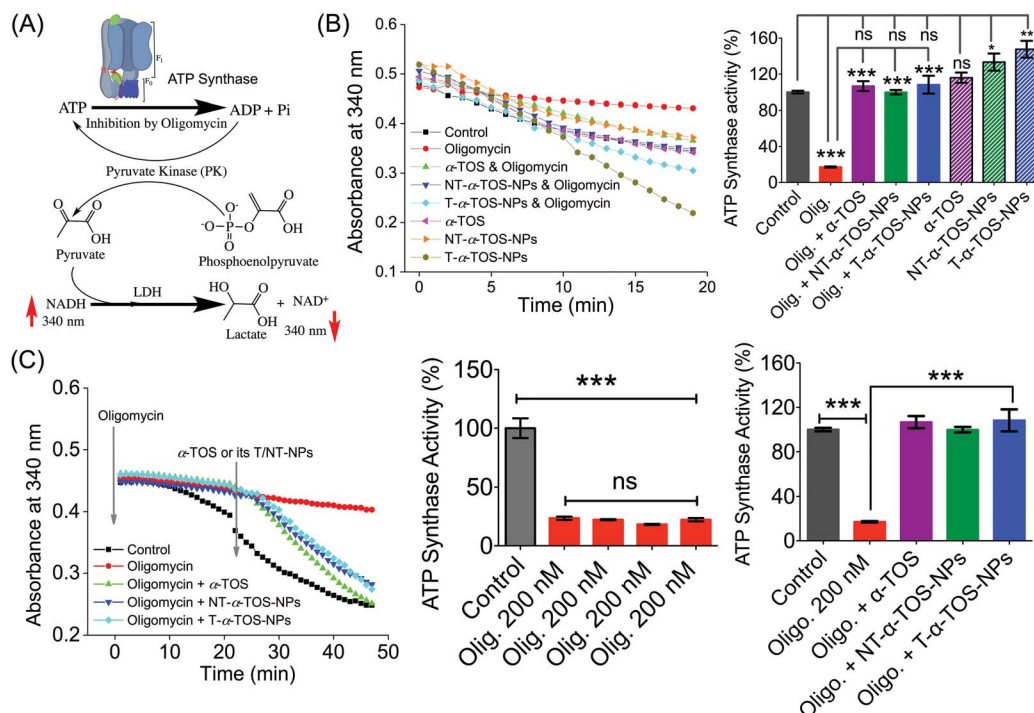 (A)
F₁
F₀
ATP Synthase
ATP
ADP + Pi
Inhibition by Oligomycin
Pyruvate Kinase (PK)
O
O
OH
Pyruvate
O⁻
⁻O P O
O
O
OH
Phosphoenolpyruvate
NADH
340 nm
LDH
HO
O
OH
Lactate
+ NAD⁺
340 nm
(B)
Absorbance at 340 nm
0.6
0.5
0.4
0.3
0.2
0.1
Control
Oligomycin
α-TOS & Oligomycin
NT-α-TOS-NPs & Oligomycin
T-α-TOS-NPs & Oligomycin
α-TOS
NT-α-TOS-NPs
T-α-TOS-NPs
0 5 10 15 20
Time (min)
ATP Synthase activity (%)
160
120
80
40
0
ns ns ns
*** *** *** *** ns * **
Control
Olig.
Olig. + α-TOS
Olig. + NT-α-TOS-NPs
Olig. + T-α-TOS-NPs
α-TOS
NT-α-TOS-NPs
T-α-TOS-NPs
(C)
Absorbance at 340 nm
0.6
0.5
0.4
0.3
0.2
Oligomycin
α-TOS or its T/NT-NPs
Control
Oligomycin
Oligomycin + α-TOS
Oligomycin + NT-α-TOS-NPs
Oligomycin + T-α-TOS-NPs
0 10 20 30 40 50
Time (min)
ATP Synthase Activity (%)
150
100
50
0
***
ns
Control
Olig. 200 nM
Olig. 200 nM
Olig. 200 nM
Olig. 200 nM
ATP Synthase Activity (%)
160
120
80
40
0
***
***
Control
Oligo. 200 nM
Oligo. + α-TOS
Oligo. + NT-α-TOS-NPs
Oligo. + T-α-TOS-NPs